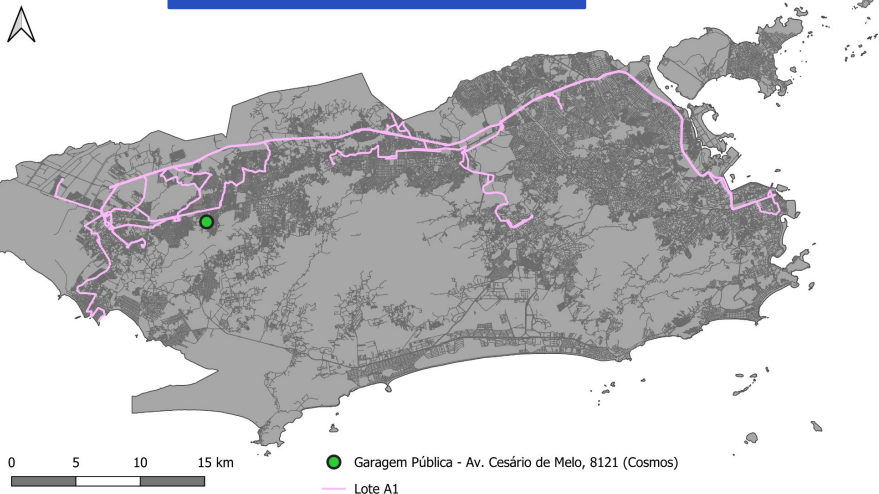 0 5 10 15 km
Garagem Pública - Av. Cesário de Melo, 8121 (Cosmos)
Lote A1